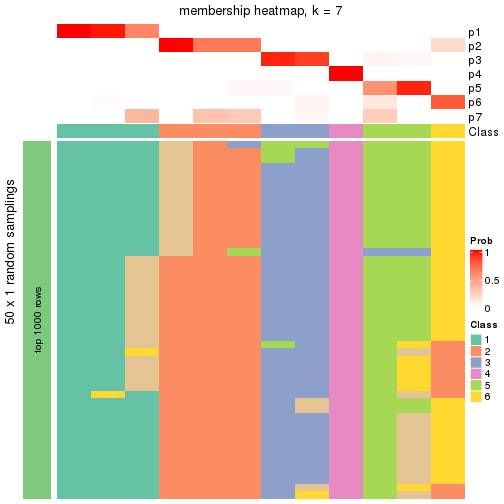 membership heatmap, k = 7
p1
p2
p3
p4
p5
p6
p7
Class
50 x 1 random samplings
top 1000 rows
Prob
1
0.5
0
Class
1
2
3
4
5
6